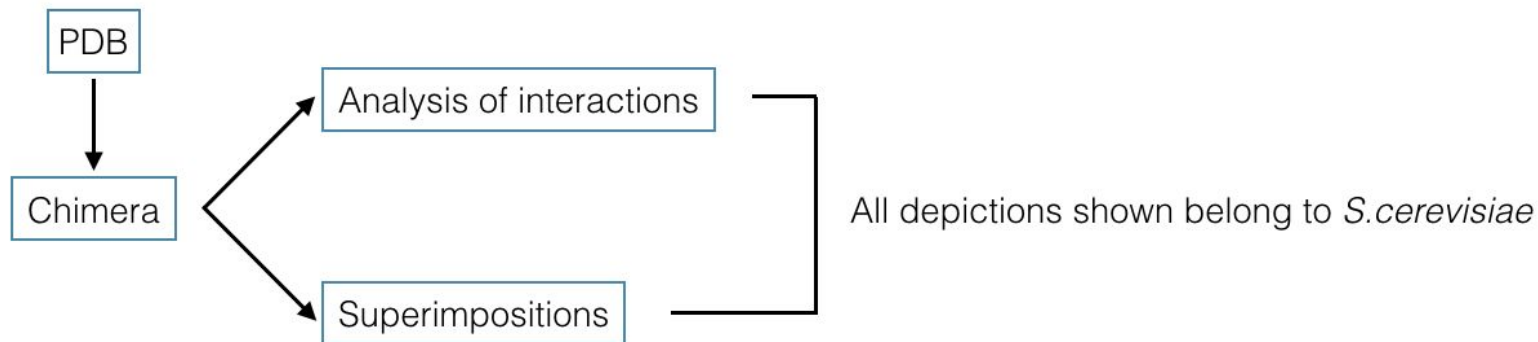 PDB
Analysis of interactions
Chimera
All depictions shown belong to S.cerevisiae
Superimpositions